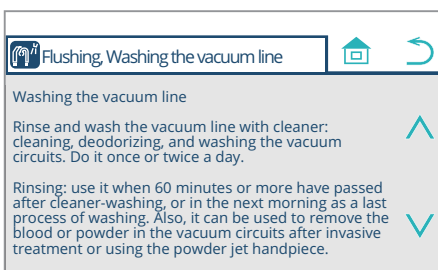 Flushing, Washing the vacuum line
Washing the vacuum line
Rinse and wash the vacuum line with cleaner:
cleaning, deodorizing, and washing the vacuum
circuits. Do it once or twice a day.
Rinsing: use it when 60 minutes or more have passed
after cleaner-washing, or in the next morning as a last
process of washing. Also, it can be used to remove the
blood or powder in the vacuum circuits after invasive
treatment or using the powder jet handpiece.